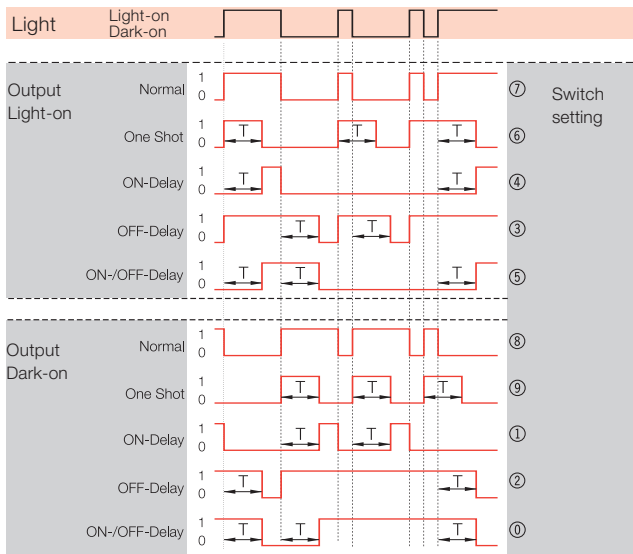 Light Light-on
Dark-on
Output
Light-on
Switch
setting
Normal 1 0 ⑦
One Shot 1 0 T T T ⑥
ON-Delay 1 0 T T ④
OFF-Delay 1 0 T T ③
ON-/OFF-Delay 1 0 T T T ⑤
Output
Dark-on
Normal 1 0 ⑧
One Shot 1 0 T T T ⑨
ON-Delay 1 0 T T ①
OFF-Delay 1 0 T T ②
ON-/OFF-Delay 1 0 T T T ⓪